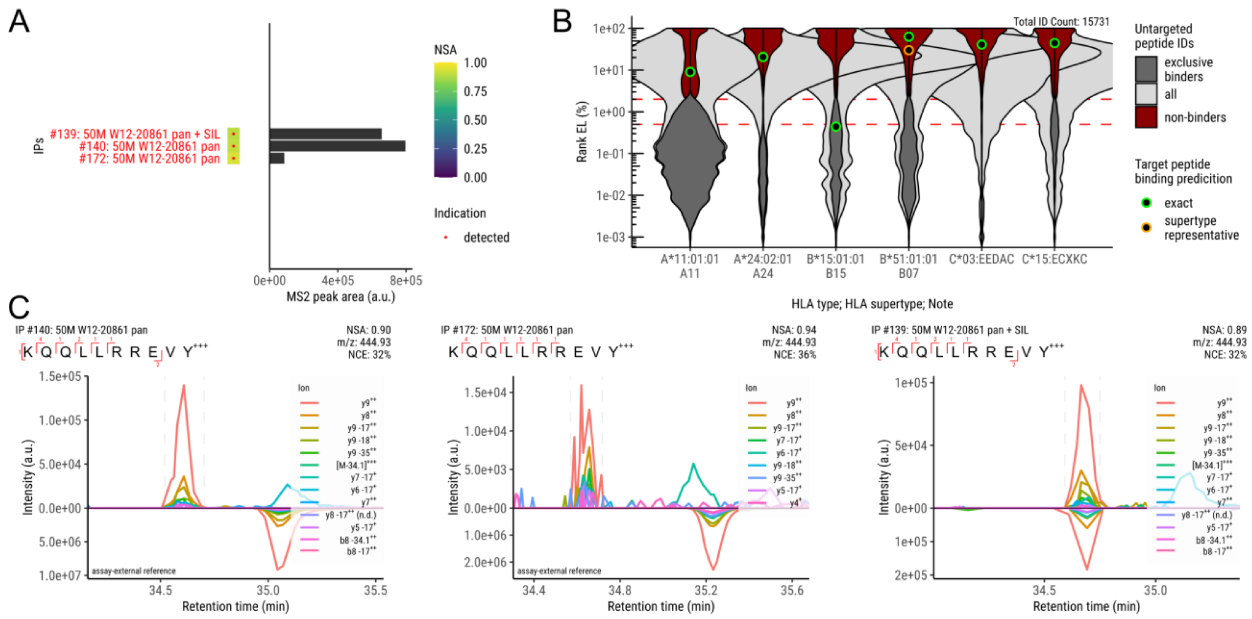 A
NSA
1.00
0.75
0.50
0.25
0.00
IPs
#139: 50M W12-20861 pan + SIL
#140: 50M W12-20861 pan
#172: 50M W12-20861 pan
Indication
detected
0e+00
4e+05
8e+05
MS2 peak area (a.u.)
B
Total ID Count: 15731
Rank EL (%)
1e+02
1e+01
1e+00
1e-01
1e-02
1e-03
A*11:01:01
A11
A*24:02:01
A24
B*15:01:01
B15
B*51:01:01
B07
C*03:EEDAC
C*15:ECXKC
HLA type; HLA supertype; Note
Untargeted
peptide IDs
exclusive
binders
all
non-binders
Target peptide
binding predicition
exact
supertype
representative
C
IP #140: 50M W12-20861 pan
NSA: 0.90
m/z: 444.93
NCE: 32%
K Q Q L L R R E V Y+++
Intensity (a.u.)
1.5e+05
1.0e+05
5.0e+04
0.0e+00
5.0e+06
1.0e+07
Ion
y9++
y8++
y9 -17++
y9 -18++
y9 -35++
[M-34.1]+++
y7 -17+
y6 -17+
y7++
y8 -17++ (n.d.)
y5 -17+
b8 -34.1++
b8 -17++
assay-external reference
34.5
35.0
35.5
Retention time (min)
IP #172: 50M W12-20861 pan
NSA: 0.94
m/z: 444.93
NCE: 36%
K Q Q L L R R E V Y+++
Intensity (a.u.)
1.5e+04
1.0e+04
5.0e+03
0.0e+00
1.0e+06
2.0e+06
Ion
y9++
y8++
y9 -17++
y7 -17+
y6 -17+
y9 -18++
y9 -35++
y5 -17+
y4+
assay-external reference
34.4
34.8
35.2
35.6
Retention time (min)
IP #139: 50M W12-20861 pan + SIL
NSA: 0.89
m/z: 444.93
NCE: 32%
K Q Q L L R R E V Y+++
Intensity (a.u.)
1e+05
5e+04
0e+00
1e+05
2e+05
Ion
y9++
y8++
y9 -17++
y9 -18++
y9 -35++
[M-34.1]+++
y7 -17+
y6 -17+
y7++
y8 -17++ (n.d.)
y5 -17+
b8 -34.1++
b8 -17++
34.5
35.0
Retention time (min)